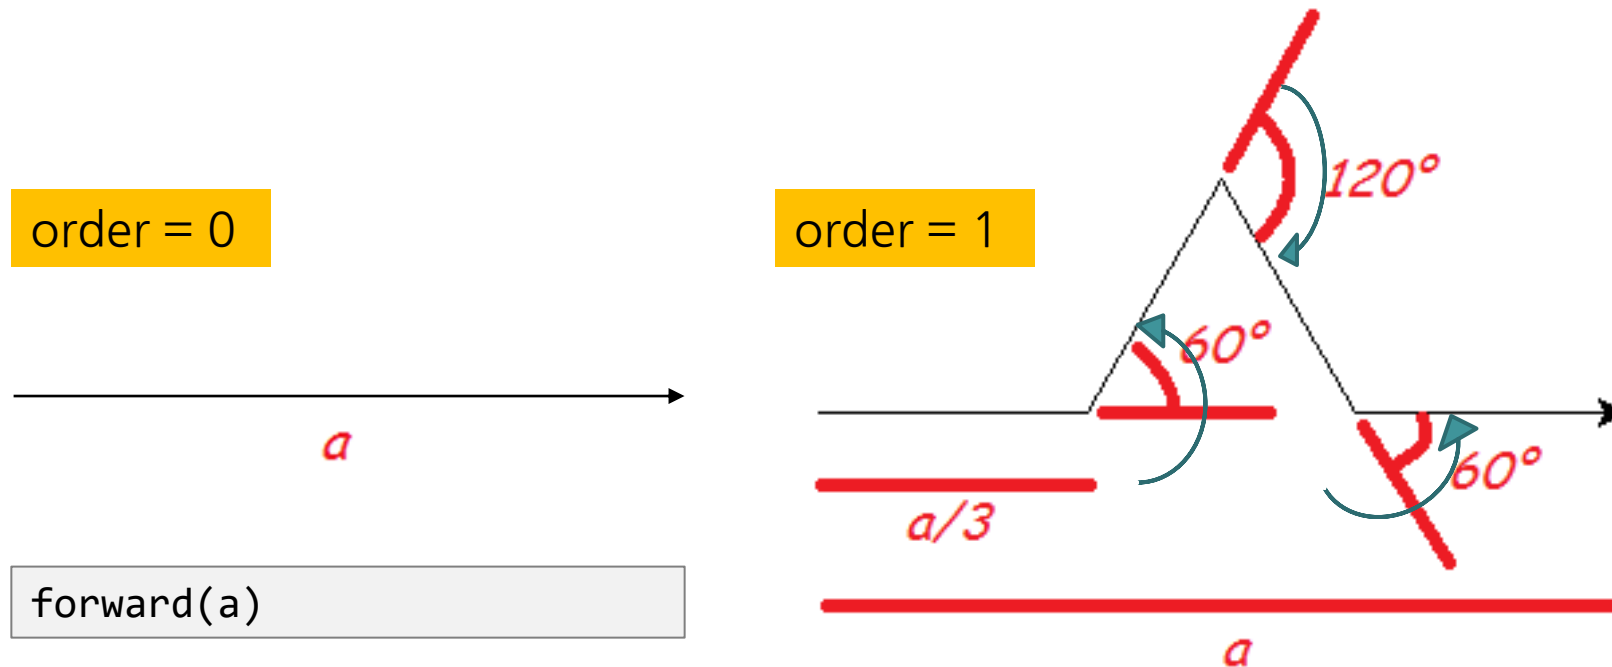 order = 0
a
forward(a)
order = 1
120°
60°
60°
a/3
a